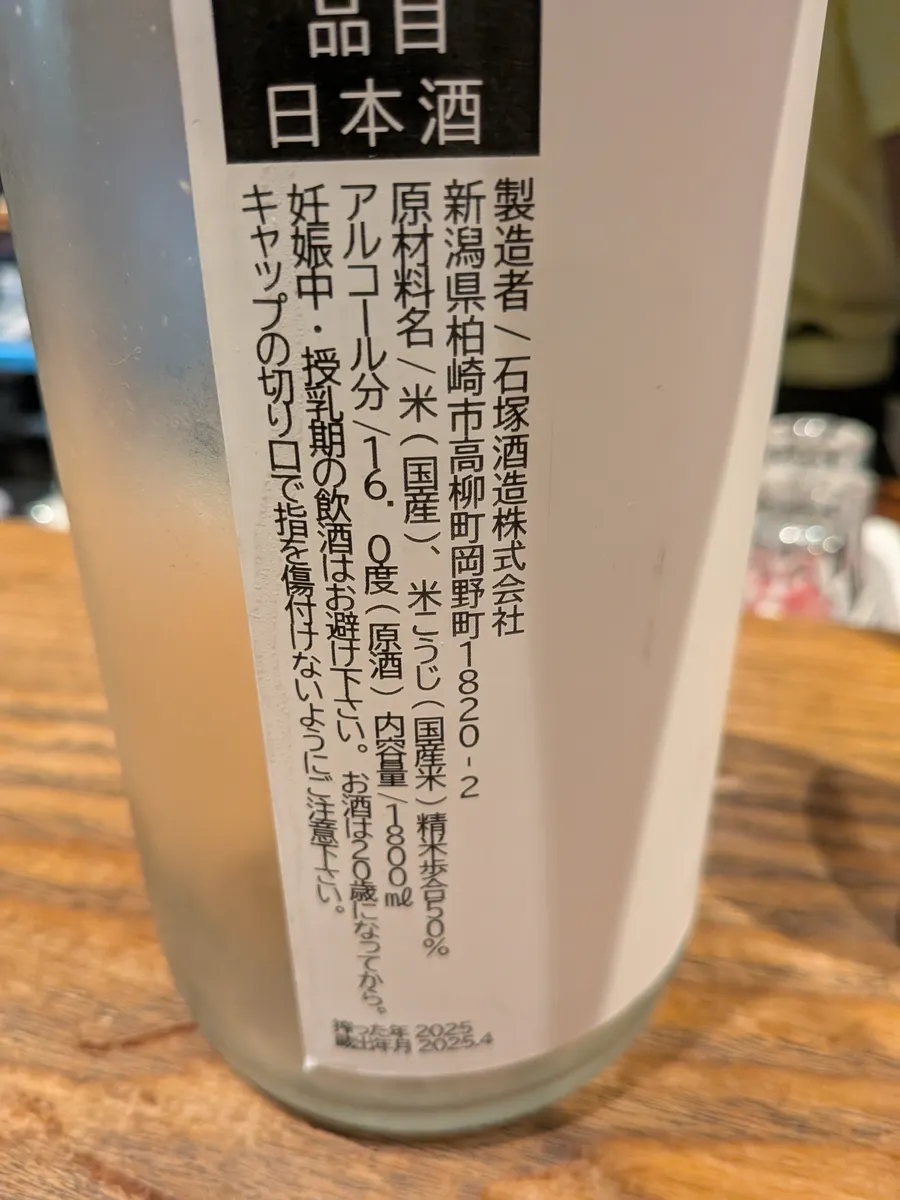 品目
日本酒
製造者/石塚酒造株式会社
新潟県柏崎市高柳町岡野町1820-2
原材料名/米(国産)、米こうじ(国産米)精米歩合50%
アルコール分/16.0度(原酒)内容量/1800㎖
妊娠中・授乳期の飲酒はお避け下さい。お酒は20歳になってから。
キャップの切り口で指を傷付けないようにご注意下さい。
搾った年 2025
蔵出年月 2025.4